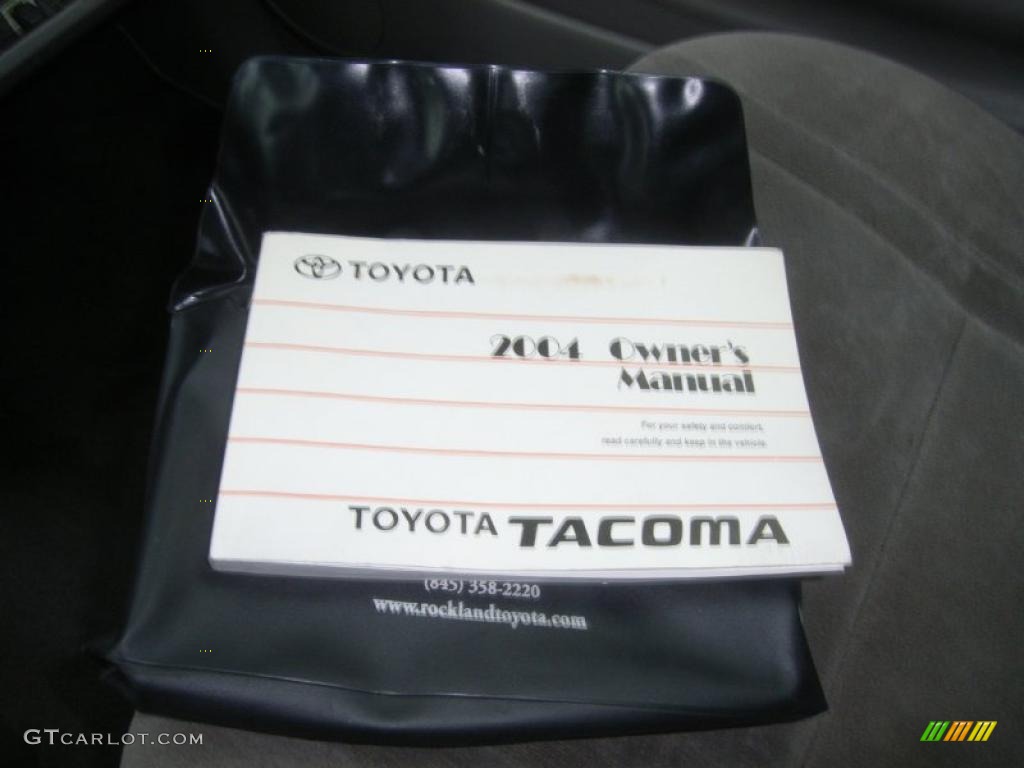 TOYOTA
2004 Owner's
Manual
For your safety and comfort,
read carefully and keep in the vehicle.
TOYOTA TACOMA
(845) 358-2220
www.rocklandtoyota.com
GTCARLOT.COM